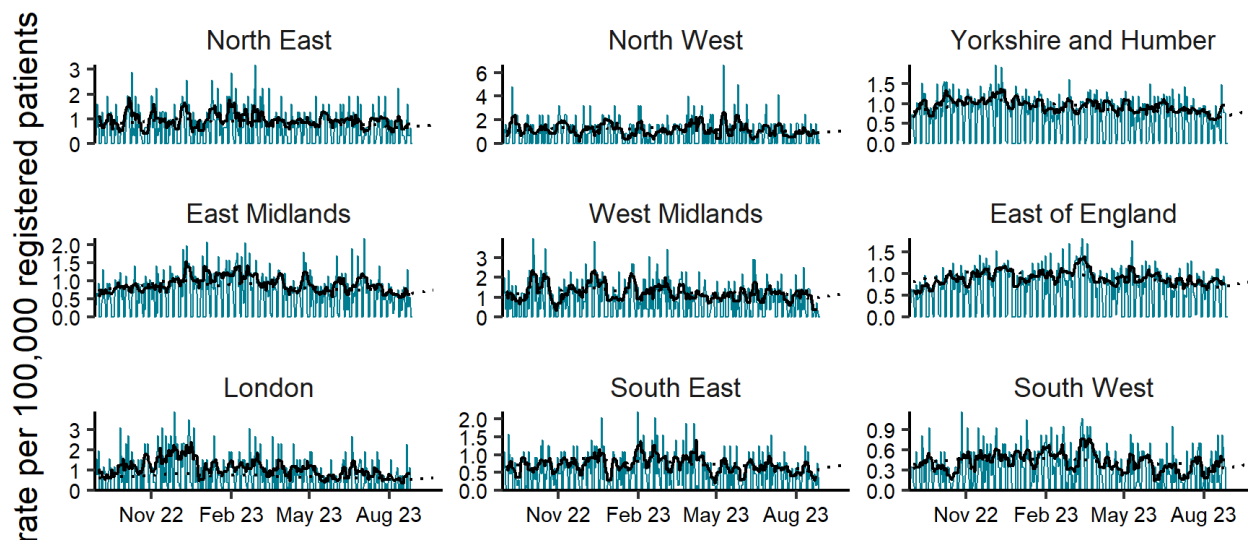 rate per 100,000 registered patients
North East
North West
Yorkshire and Humber
3
2
1
0
6
4
2
0
1.5
1.0
0.5
0.0
East Midlands
West Midlands
East of England
2.0
1.5
1.0
0.5
0.0
3
2
1
0
1.5
1.0
0.5
0.0
London
South East
South West
3
2
1
0
2.0
1.5
1.0
0.5
0.0
0.9
0.6
0.3
0.0
Nov 22 Feb 23 May 23 Aug 23
Nov 22 Feb 23 May 23 Aug 23
Nov 22 Feb 23 May 23 Aug 23